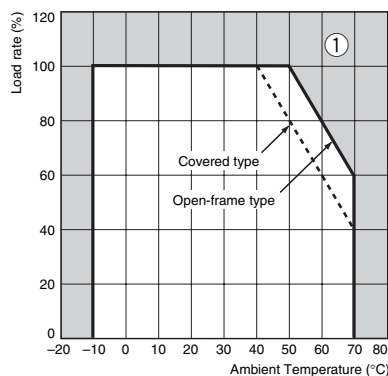 Load rate (%)
120
100
80
60
40
20
0
①
Covered type
Open-frame type
−20 −10 0 10 20 30 40 50 60 70 80
Ambient Temperature (°C)